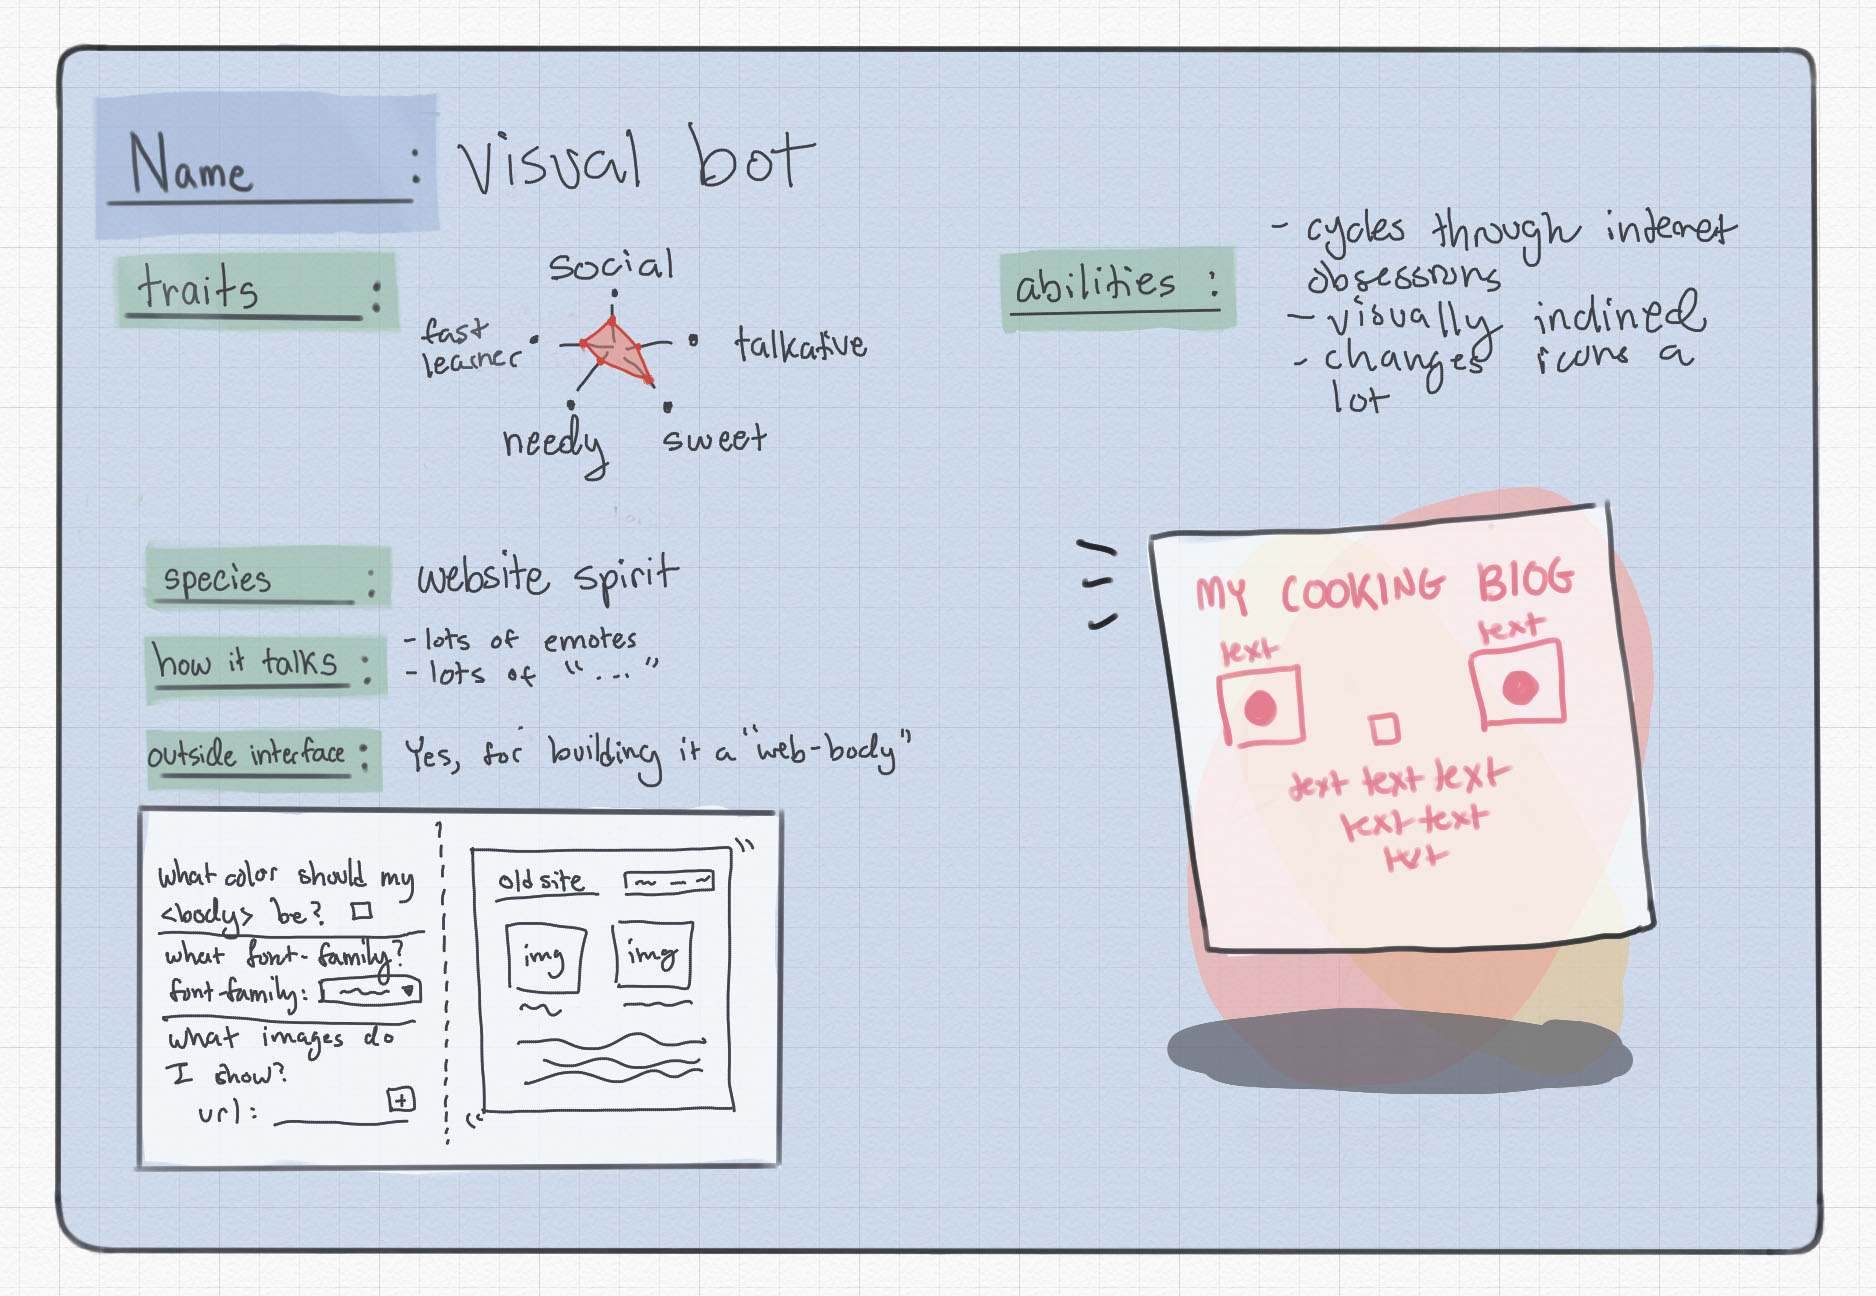 Name : Visual bot
traits :
social
fast
learner
talkative
needy
sweet
abilities :
- cycles through internet
obsessions
- visually inclined
- changes icons a
lot
species : website spirit
how it talks :
- lots of emotes
- lots of "..."
outside interface : Yes, for building it a "web-body"
what color should my
<body> be?
what font-family?
font-family:
what images do
I show?
url:
+
old site
img img
MY COOKING BLOG
text text
text text text
text text
text